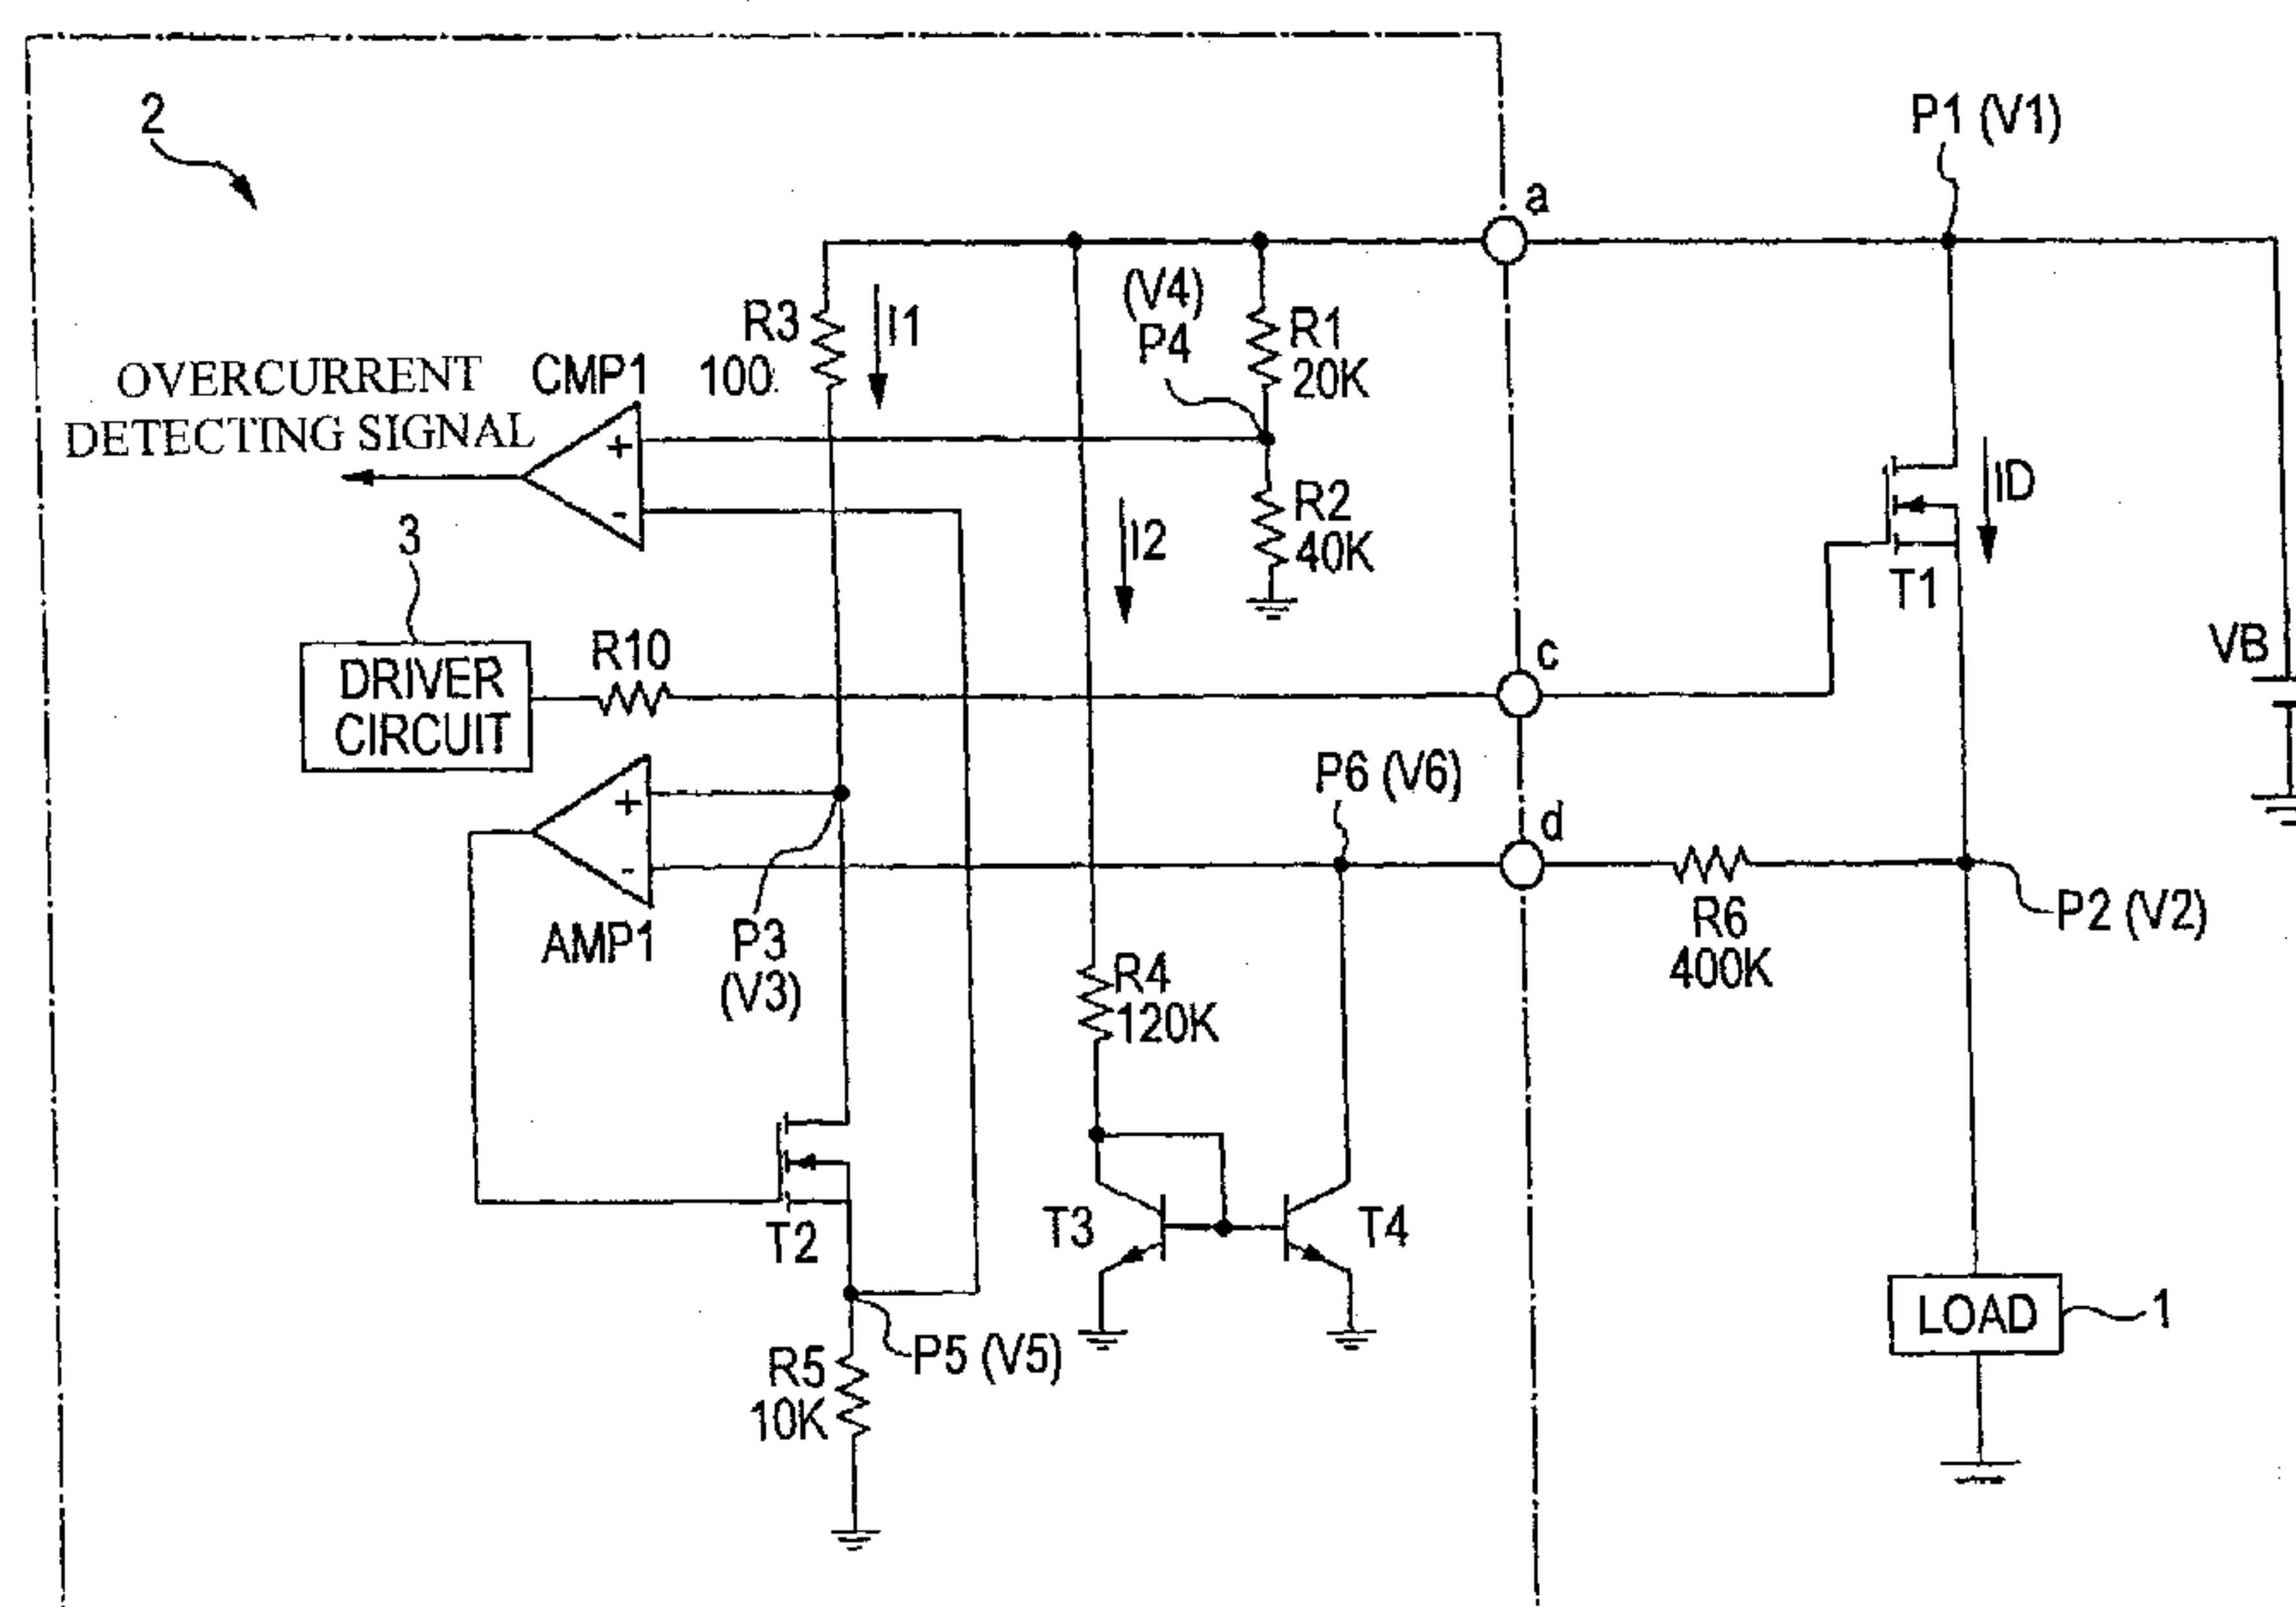 2
P1 (V1)
a
(V4)
P4
R3
100
I1
R1
20K
OVERCURRENT
DETECTING SIGNAL
CMP1
+
-
I2
R2
40K
ID
T1
3
DRIVER
CIRCUIT
R10
c
VB
P6 (V6)
d
+
-
AMP1
P3
(V3)
R6
400K
P2 (V2)
R4
120K
T2
T3
T4
P5 (V5)
R5
10K
LOAD
1